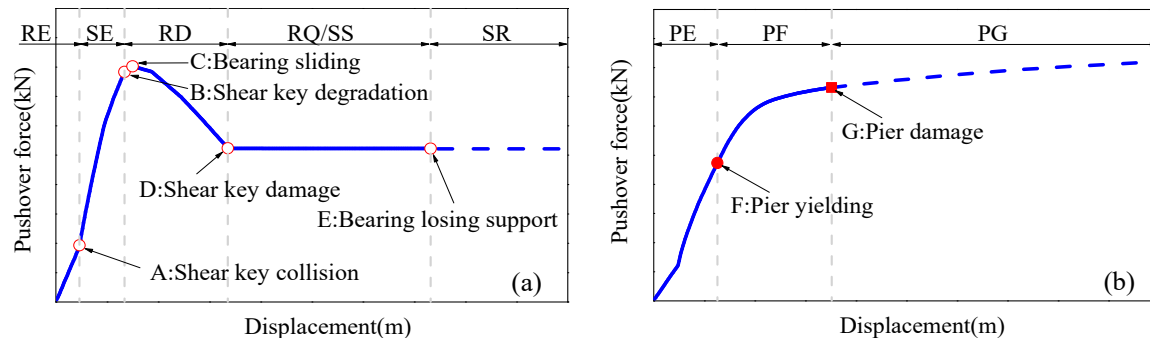 RE SE RD RQ/SS SR
C:Bearing sliding
B:Shear key degradation
D:Shear key damage
E:Bearing losing support
A:Shear key collision
(a)
Pushover force(kN)
Displacement(m)
PE PF PG
G:Pier damage
F:Pier yielding
(b)
Pushover force(kN)
Displacement(m)